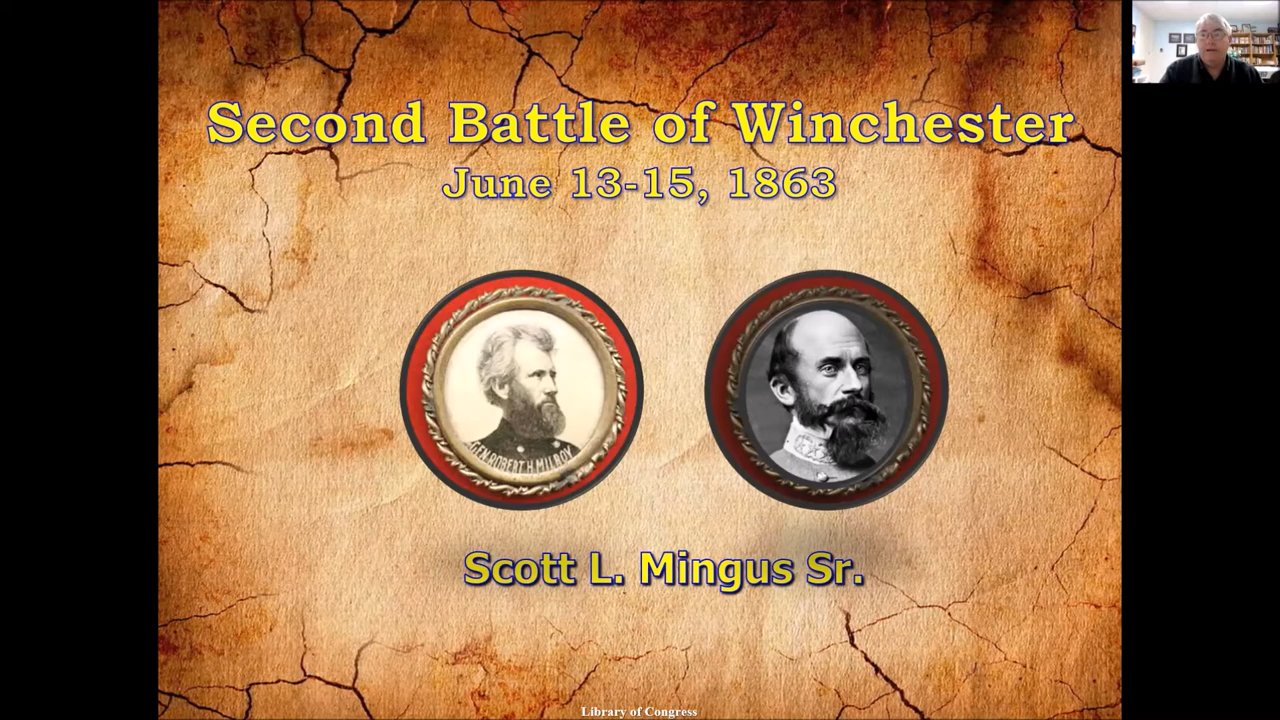 Second Battle of Winchester
June 13-15, 1863
GEN. ROBERT H. MILROY
Scott L. Mingus Sr.
Library of Congress